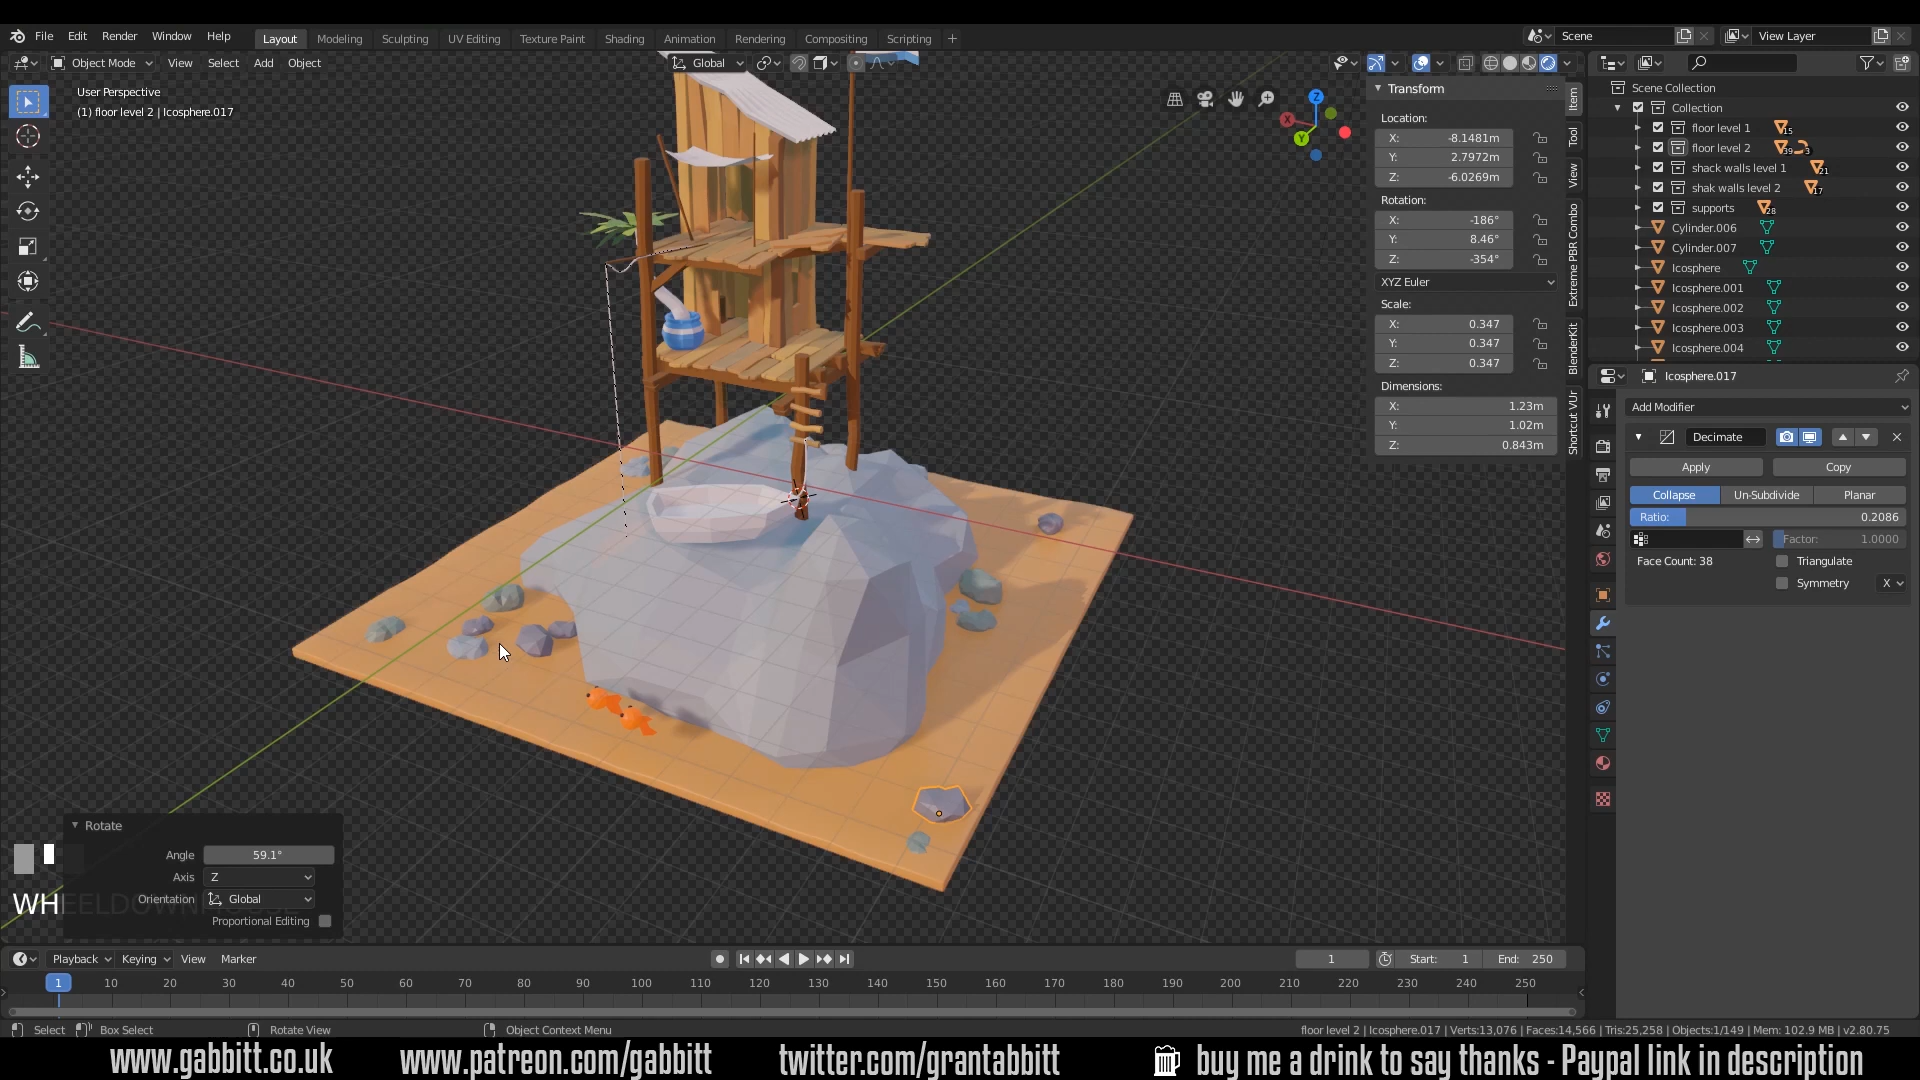 File Edit Render Window Help Layout Modeling Sculpting UV Editing Texture Paint Shading Animation Rendering Compositing Scripting + Scene View Layer
Object Mode View Select Add Object Global
User Perspective
(1) floor level 2 | Icosphere.017
Transform
Location:
X: -8.1481m
Y: 2.7972m
Z: -6.0269m
Rotation:
X: -186°
Y: 8.46°
Z: -354°
XYZ Euler
Scale:
X: 0.347
Y: 0.347
Z: 0.347
Dimensions:
X: 1.23m
Y: 1.02m
Z: 0.843m
Item
Tool
View
Extreme PBR Combo
BlenderKit
Shortcut VUr
Z
X
Y
Scene Collection
Collection
floor level 1 15
floor level 2 39 3
shack walls level 1 21
shak walls level 2 17
supports 28
Cylinder.006
Cylinder.007
Icosphere
Icosphere.001
Icosphere.002
Icosphere.003
Icosphere.004
Icosphere.017
Add Modifier
Decimate
Apply Copy
Collapse Un-Subdivide Planar
Ratio: 0.2086
Factor: 1.0000
Face Count: 38 Triangulate
Symmetry X
Rotate
Angle 59.1°
Axis Z
Orientation Global
Proportional Editing
WHEELDOWN
Playback Keying View Marker 1 Start: 1 End: 250
1 10 20 30 40 50 60 70 80 90 100 110 120 130 140 150 160 170 180 190 200 210 220 230 240 250
Select Box Select Rotate View Object Context Menu floor level 2 | Icosphere.017 | Verts:13,076 | Faces:14,566 | Tris:25,258 | Objects:1/149 | Mem: 102.9 MB | v2.80.75
www.gabbitt.co.uk www.patreon.com/gabbitt twitter.com/grantabbitt buy me a drink to say thanks - Paypal link in description